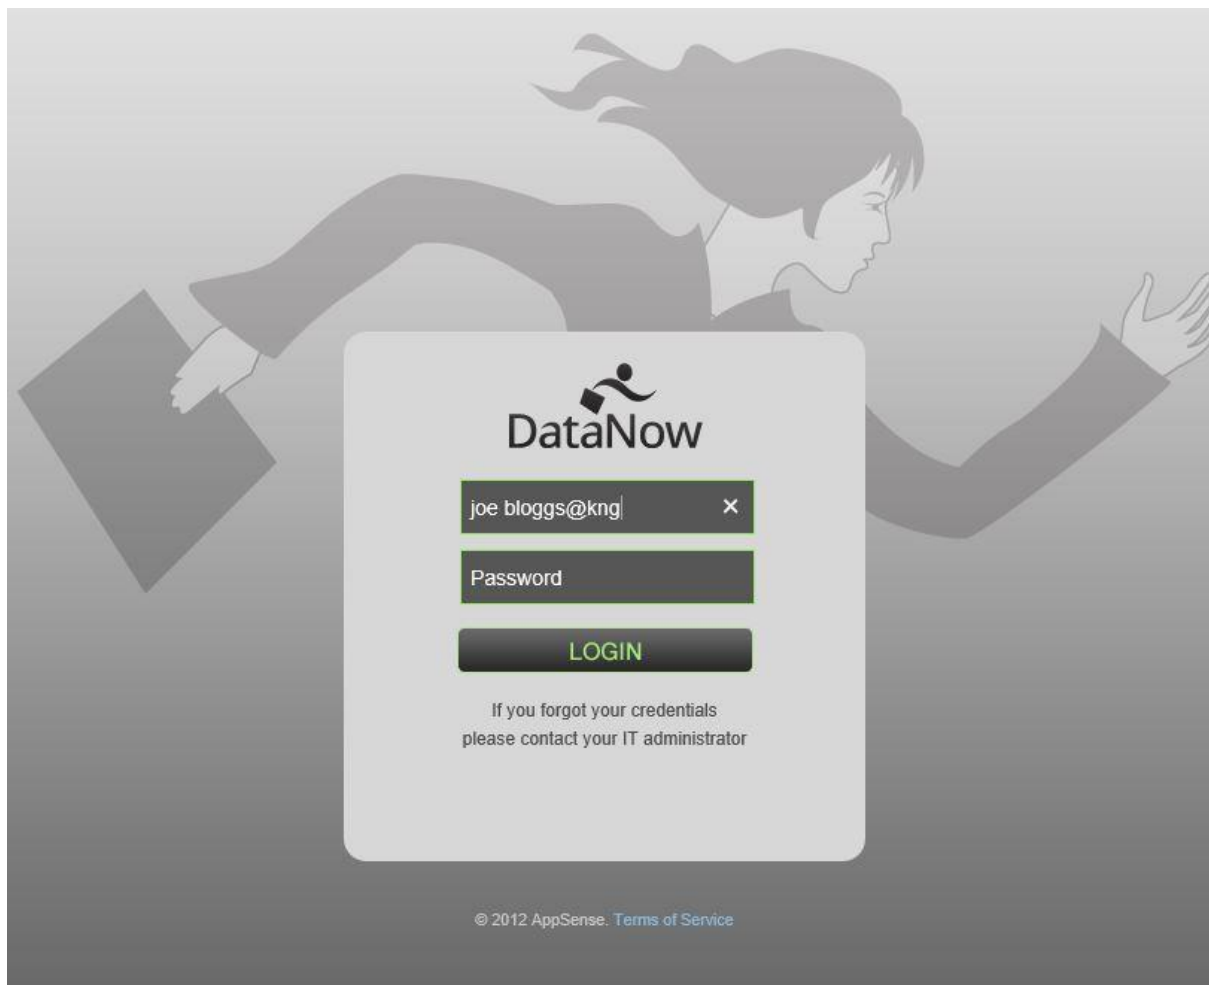 DataNow
joe bloggs@kng
Password
LOGIN
If you forgot your credentials
please contact your IT administrator
© 2012 AppSense. Terms of Service